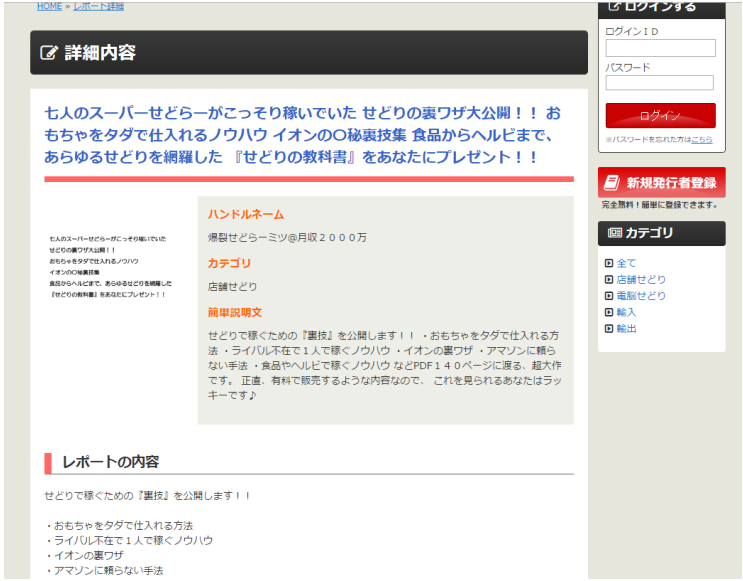 HOME » レポート詳細
詳細内容
七人のスーパーせどらーがこっそり稼いでいた せどりの裏ワザ大公開！！ お
もちゃをタダで仕入れるノウハウ イオンの〇秘裏技集 食品からヘルビまで、
あらゆるせどりを網羅した 『せどりの教科書』をあなたにプレゼント！！
七人のスーパーせどらーがこっそり稼いでいた
せどりの裏ワザ大公開！！
おもちゃをタダで仕入れるノウハウ
イオンの〇秘裏技集
食品からヘルビまで、あらゆるせどりを網羅した
『せどりの教科書』をあなたにプレゼント！！
ハンドルネーム
爆裂せどらーミツ@月収２０００万
カテゴリ
店舗せどり
簡単説明文
せどりで稼ぐための『裏技』を公開します！！ ・おもちゃをタダで仕入れる方
法 ・ライバル不在で１人で稼ぐノウハウ ・イオンの裏ワザ ・アマゾンに頼ら
ない手法 ・食品やヘルビで稼ぐノウハウ などPDF１４０ページに渡る、超大作
です。 正直、有料で販売するような内容なので、 これを見られるあなたはラッ
キーです♪
レポートの内容
せどりで稼ぐための『裏技』を公開します！！
・おもちゃをタダで仕入れる方法
・ライバル不在で１人で稼ぐノウハウ
・イオンの裏ワザ
・アマゾンに頼らない手法
ログインする
ログインＩＤ
パスワード
ログイン
※パスワードを忘れた方はこちら
新規発行者登録
完全無料！簡単に登録できます。
カテゴリ
全て
店舗せどり
電脳せどり
輸入
輸出